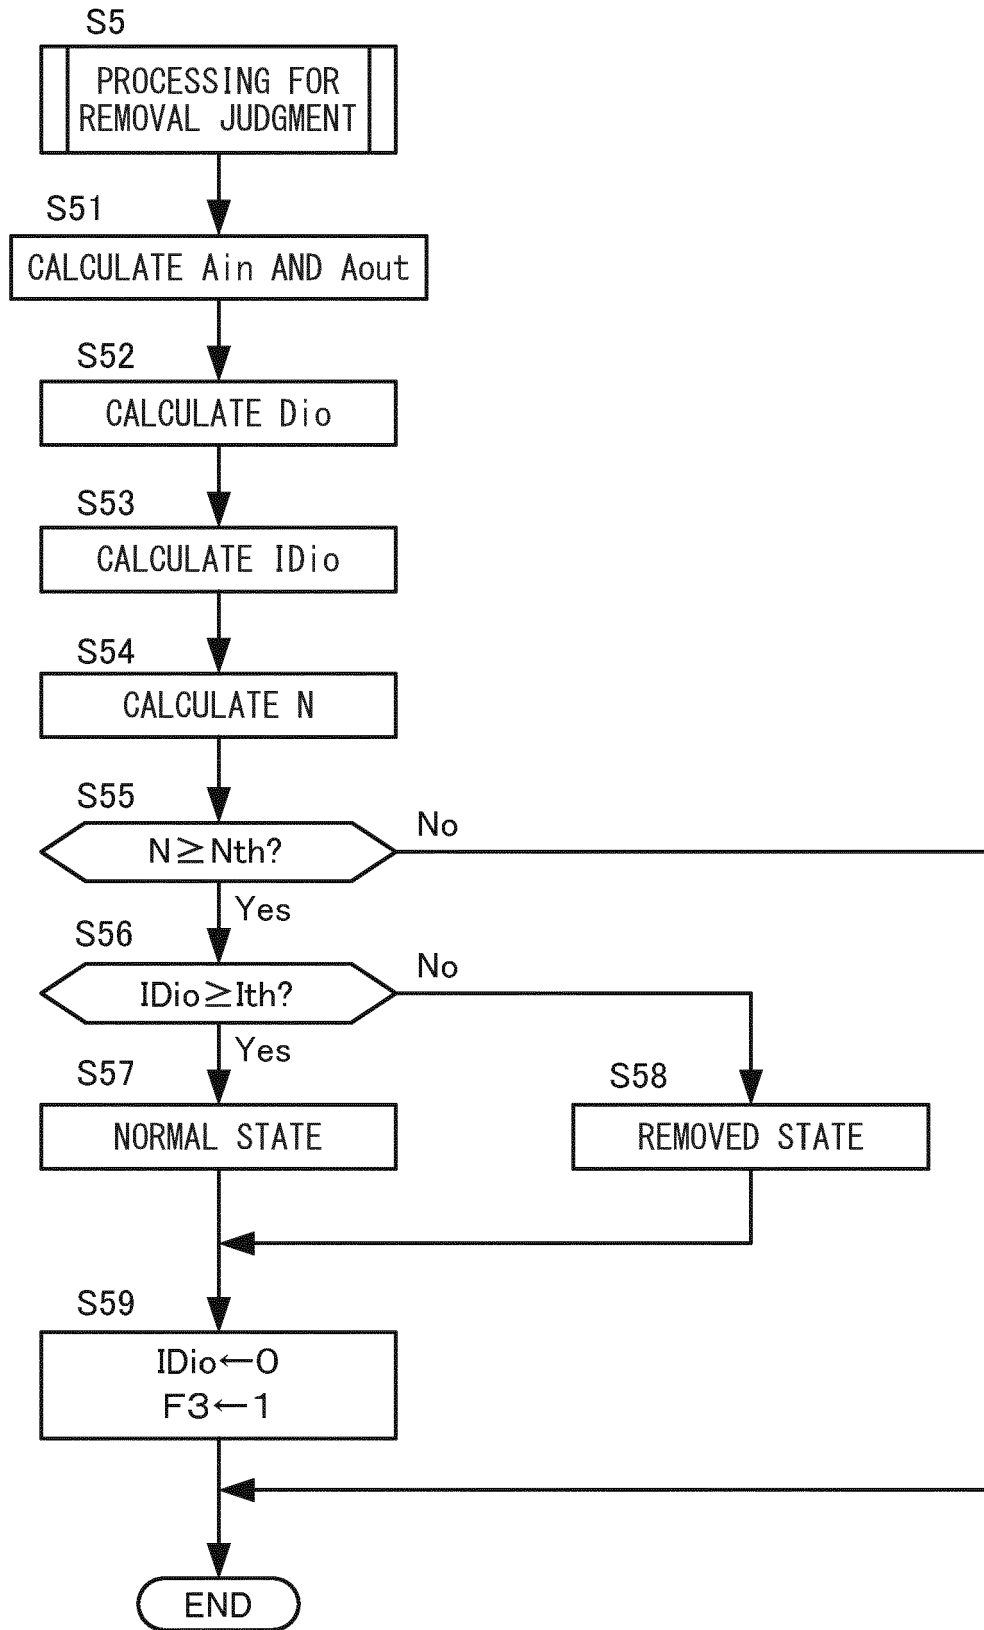 S5
PROCESSING FOR
REMOVAL JUDGMENT
S51
CALCULATE Ain AND Aout
S52
CALCULATE Dio
S53
CALCULATE IDio
S54
CALCULATE N
S55
N≧Nth?
No
Yes
S56
IDio≧Ith?
No
Yes
S57
NORMAL STATE
S58
REMOVED STATE
S59
IDio←0
F3←1
END